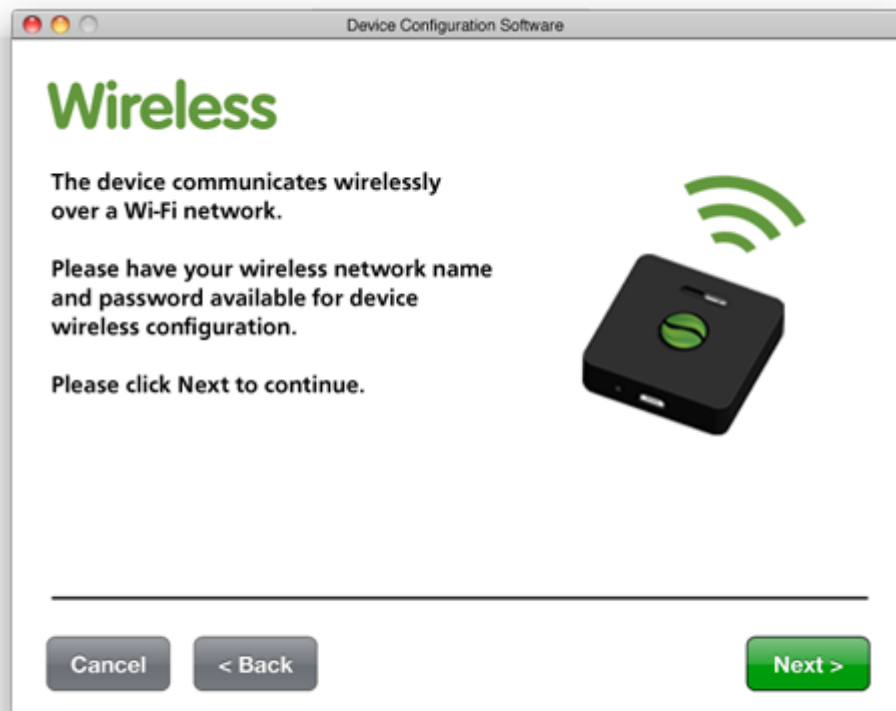 Device Configuration Software
Wireless
The device communicates wirelessly
over a Wi-Fi network.
Please have your wireless network name
and password available for device
wireless configuration.
Please click Next to continue.
Cancel
< Back
Next >